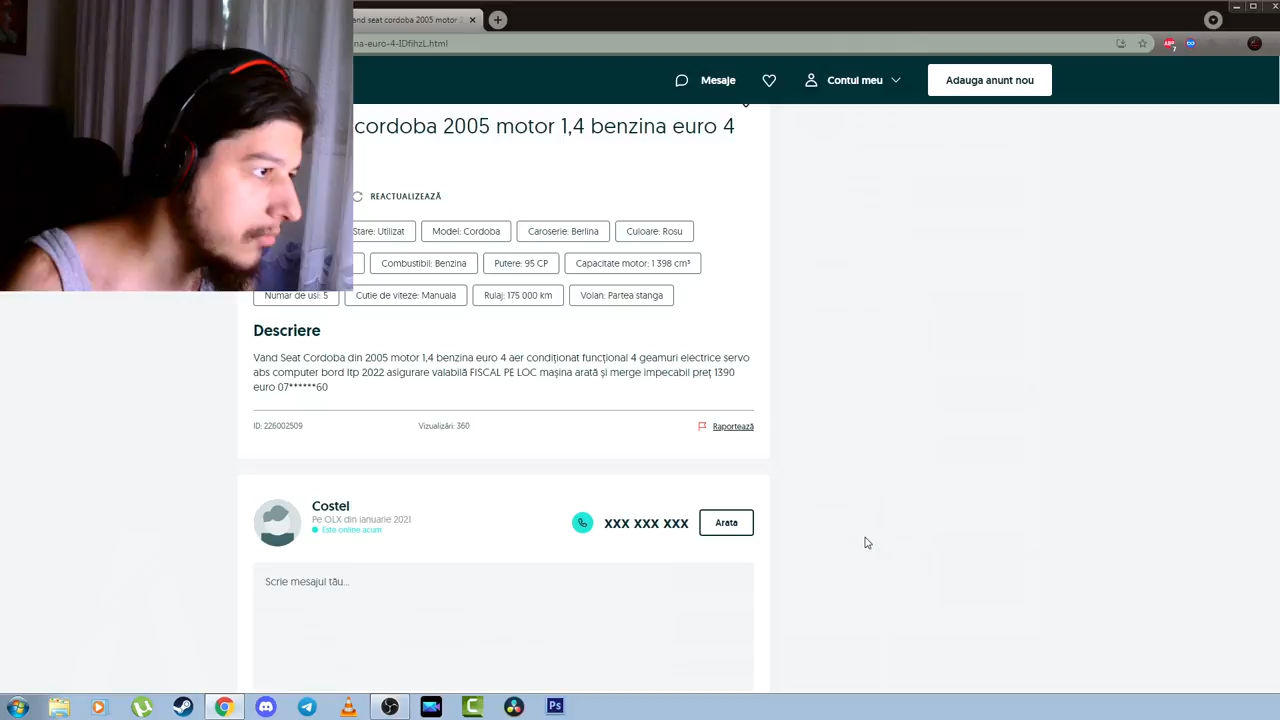 and seat cordoba 2005 motor 1
na-euro-4-IDfihzL.html
ABP
7
Mesaje
Contul meu
Adauga anunt nou
cordoba 2005 motor 1,4 benzina euro 4
REACTUALIZEAZĂ
Stare: Utilizat
Model: Cordoba
Caroserie: Berlina
Culoare: Rosu
Combustibil: Benzina
Putere: 95 CP
Capacitate motor: 1 398 cm³
Numar de usi: 5
Cutie de viteze: Manuala
Rulaj: 175 000 km
Volan: Partea stanga
Descriere
Vand Seat Cordoba din 2005 motor 1,4 benzina euro 4 aer condiționat funcțional 4 geamuri electrice servo
abs computer bord Itp 2022 asigurare valabilă FISCAL PE LOC mașina arată și merge impecabil preț 1390
euro 07******60
ID: 226002509
Vizualizări: 360
Raportează
Costel
Pe OLX din ianuarie 2021
Este online acum
xxx xxx xxx
Arata
Scrie mesajul tău...
C
Ps